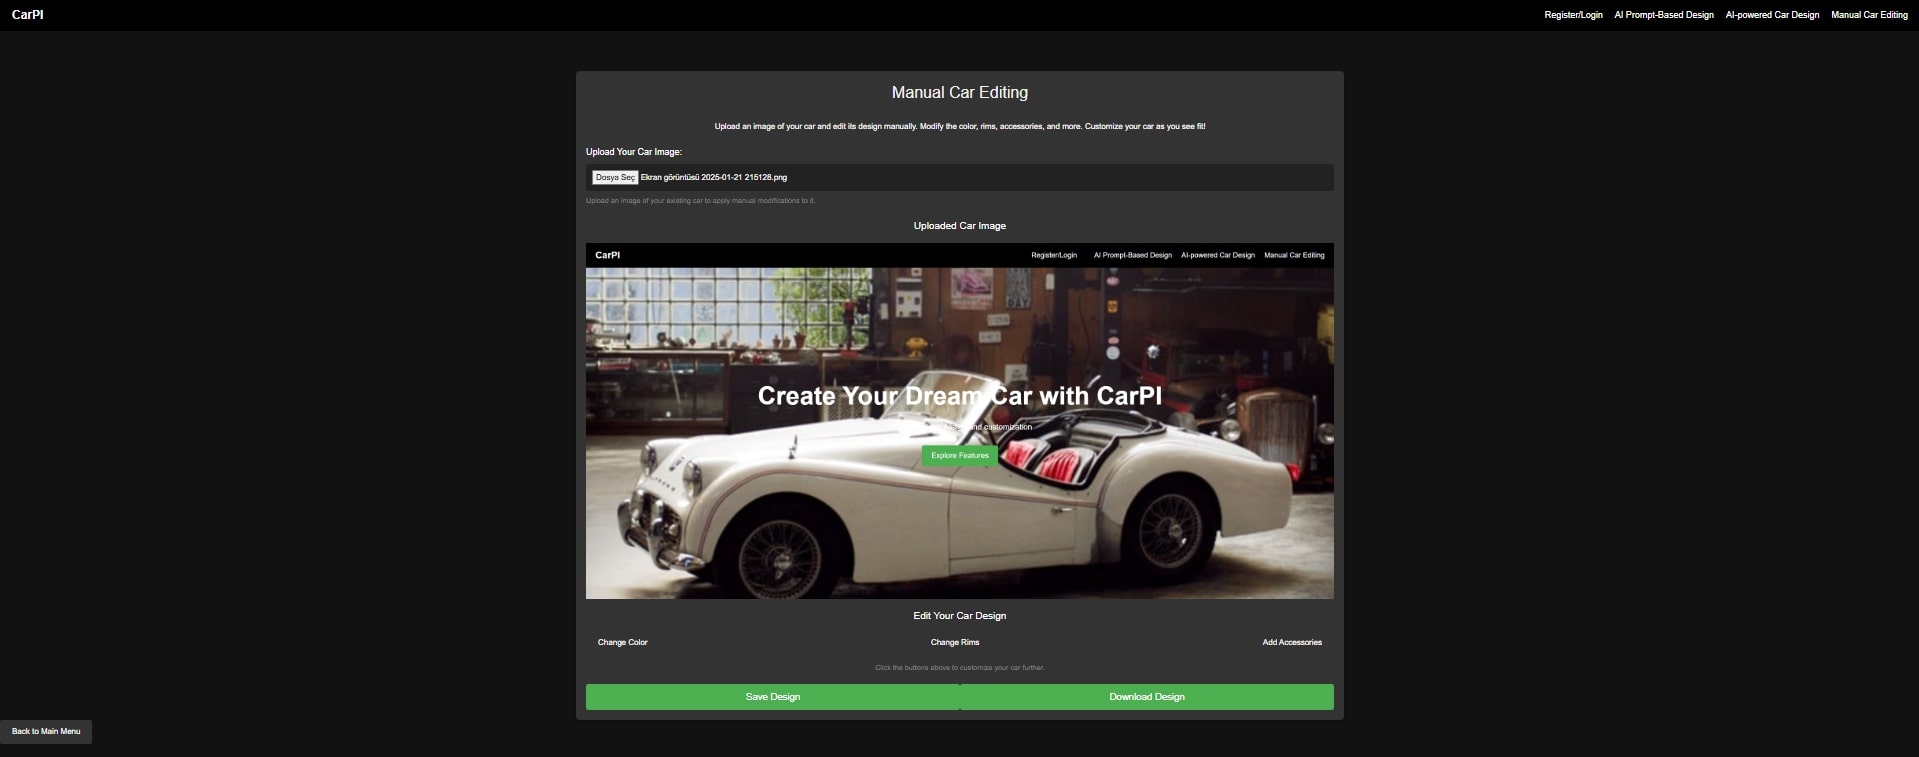 CarPI
Register/Login AI Prompt-Based Design AI-powered Car Design Manual Car Editing
Manual Car Editing
Upload an image of your car and edit its design manually. Modify the color, rims, accessories, and more. Customize your car as you see fit!
Upload Your Car Image:
Dosya Seç Ekran görüntüsü 2025-01-21 215128.png
Upload an image of your existing car to apply manual modifications to it.
Uploaded Car Image
CarPI
Register/Login AI Prompt-Based Design AI-powered Car Design Manual Car Editing
DAY
Create Your Dream Car with CarPI
and customization
Explore Features
Edit Your Car Design
Change Color Change Rims Add Accessories
Click the buttons above to customize your car further.
Save Design Download Design
Back to Main Menu